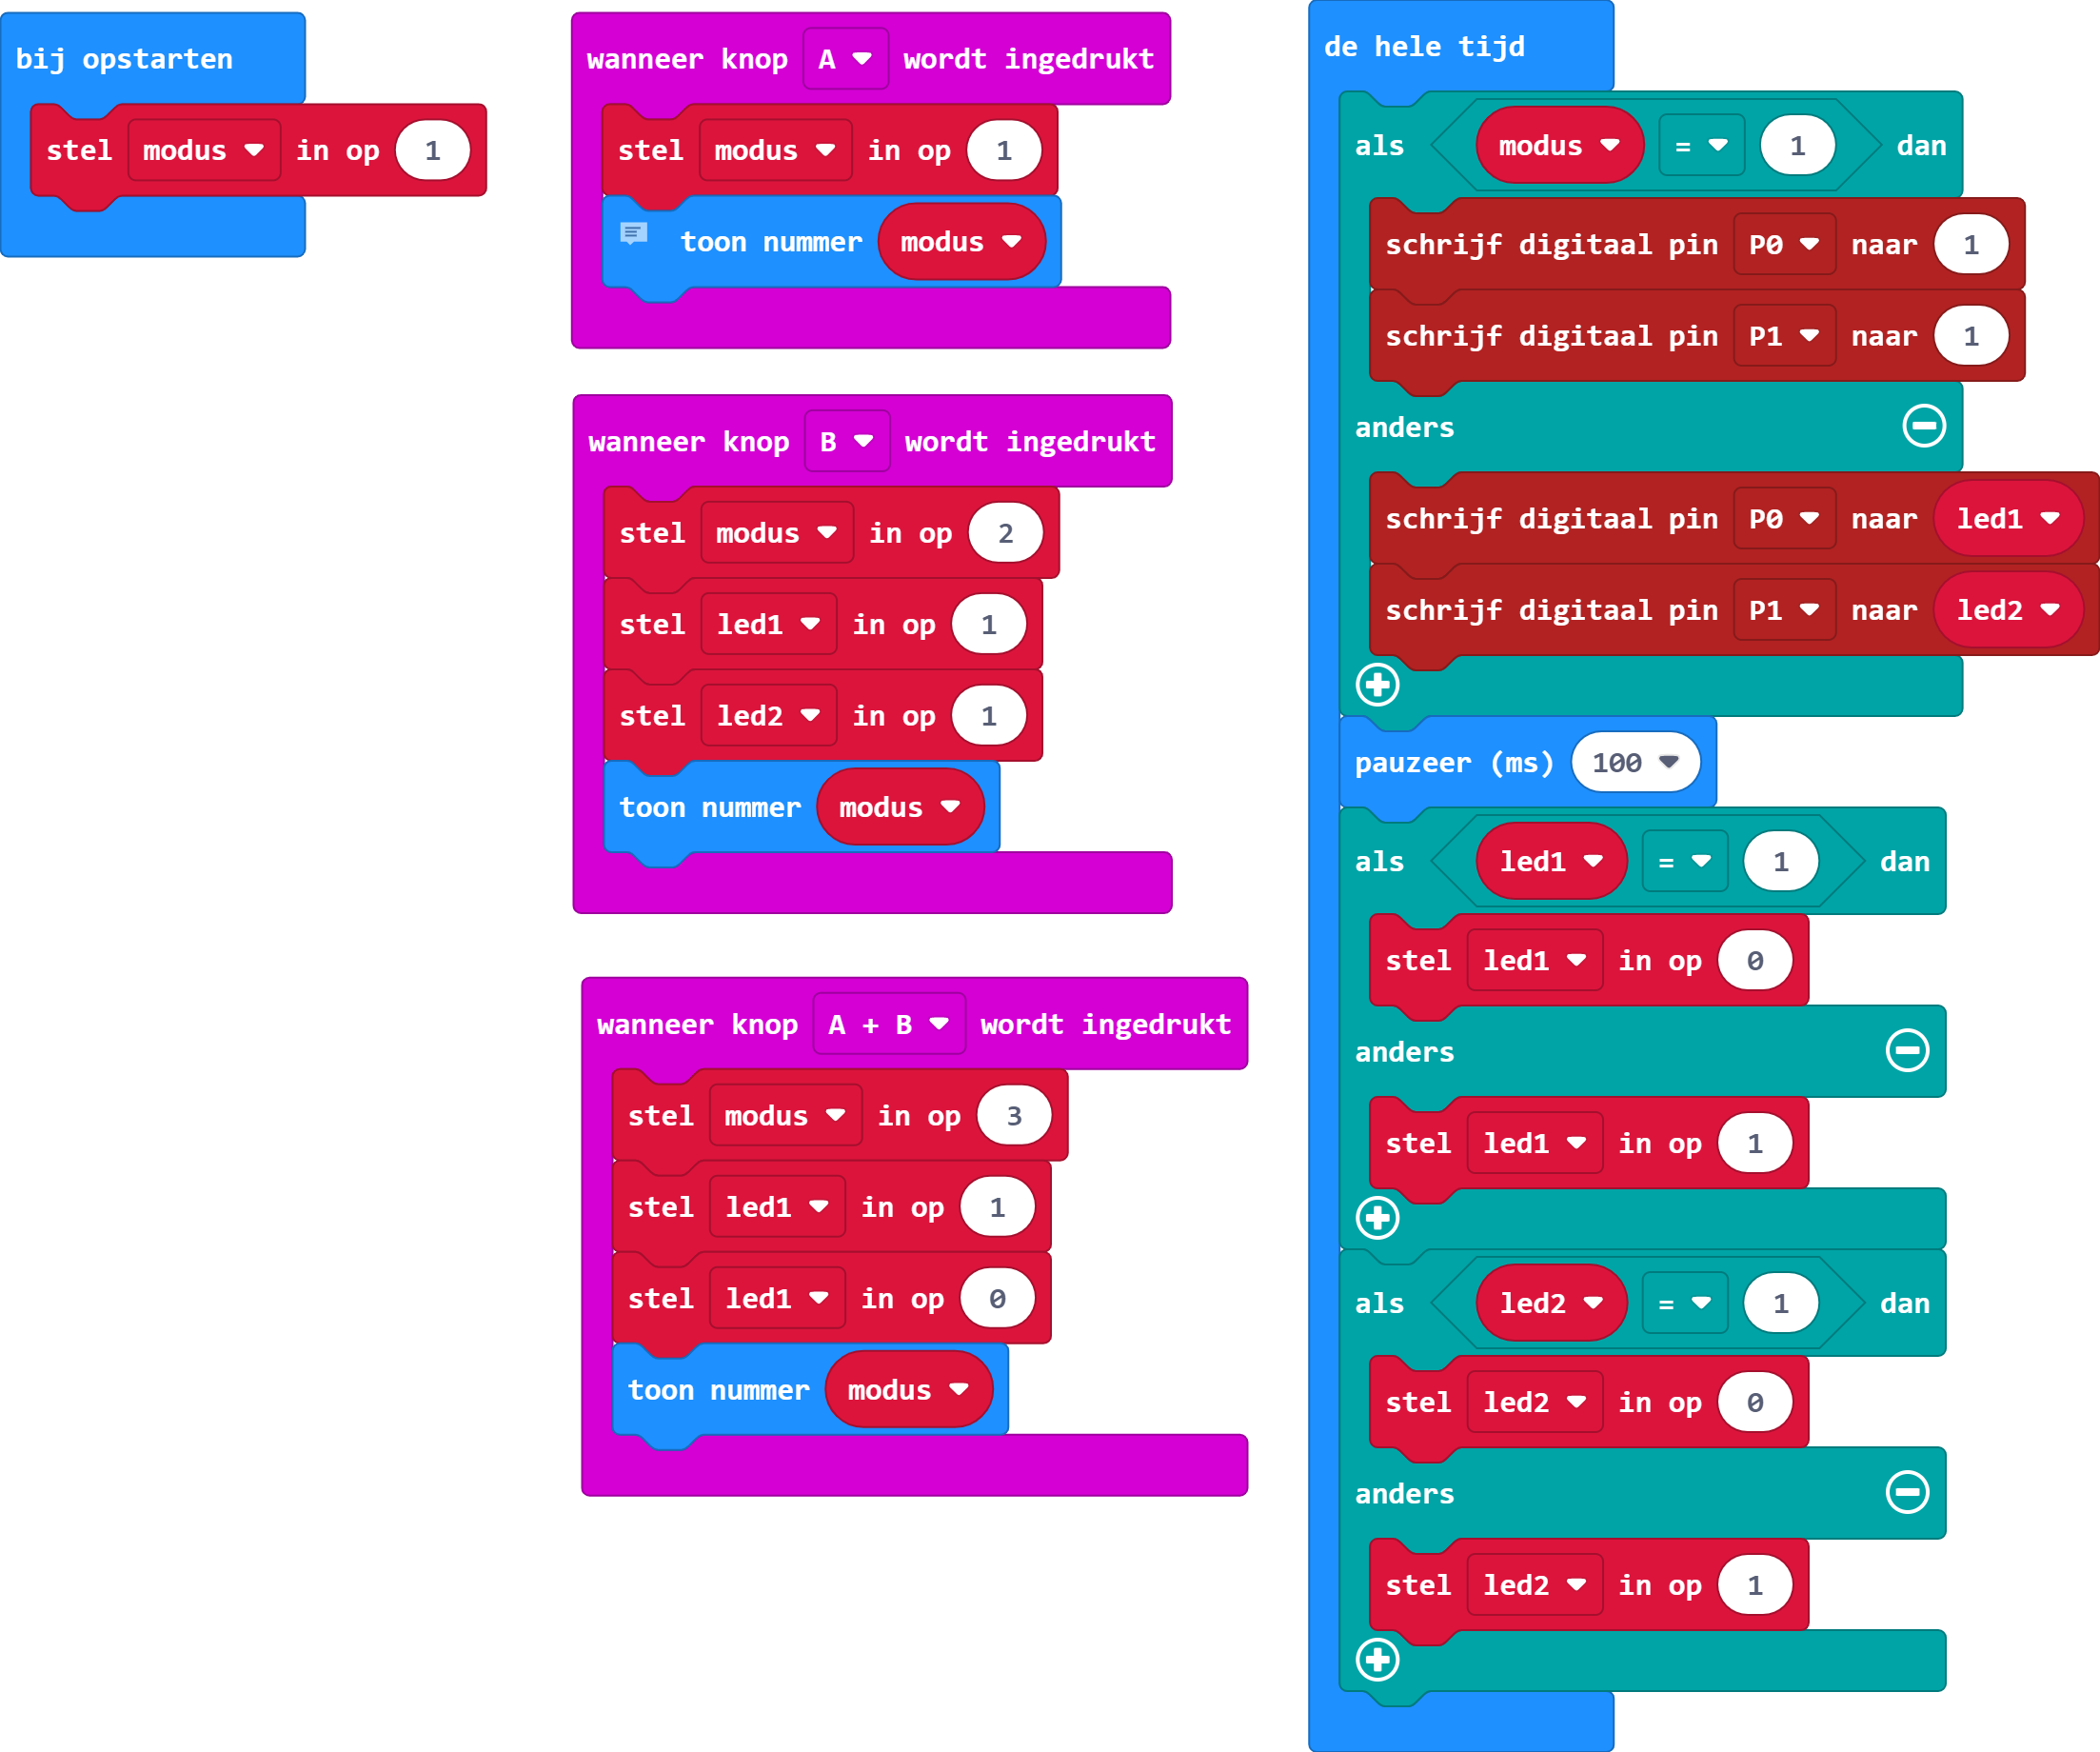 bij opstarten
stel modus in op 1
wanneer knop A wordt ingedrukt
stel modus in op 1
toon nummer modus
wanneer knop B wordt ingedrukt
stel modus in op 2
stel led1 in op 1
stel led2 in op 1
toon nummer modus
wanneer knop A + B wordt ingedrukt
stel modus in op 3
stel led1 in op 1
stel led1 in op 0
toon nummer modus
de hele tijd
als modus = 1 dan
schrijf digitaal pin P0 naar 1
schrijf digitaal pin P1 naar 1
anders
schrijf digitaal pin P0 naar led1
schrijf digitaal pin P1 naar led2
pauzeer (ms) 100
als led1 = 1 dan
stel led1 in op 0
anders
stel led1 in op 1
als led2 = 1 dan
stel led2 in op 0
anders
stel led2 in op 1